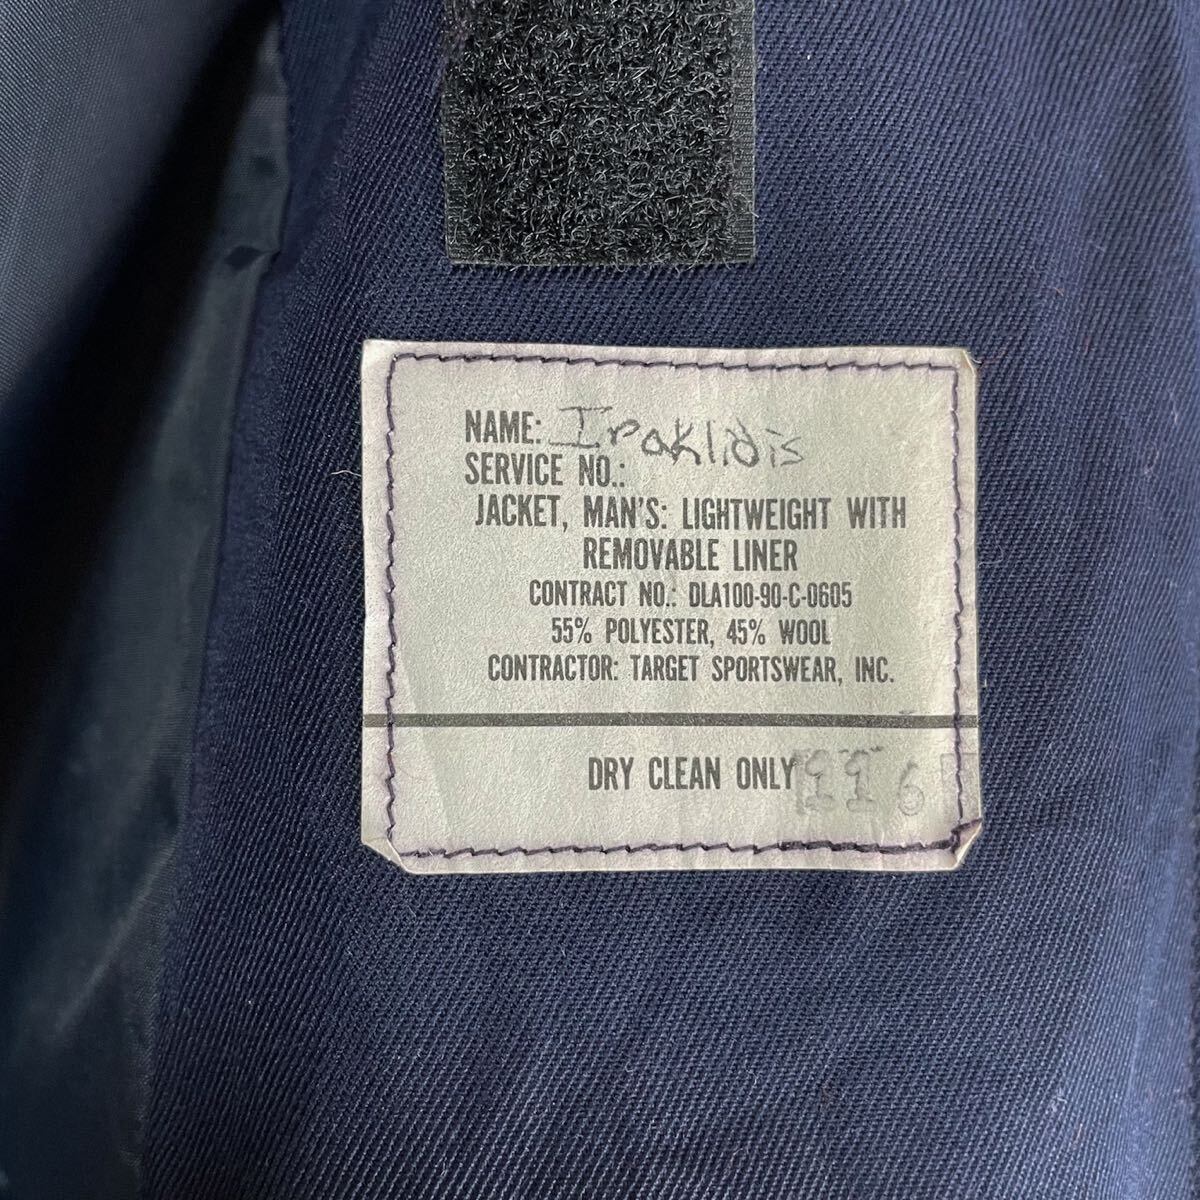 NAME: Iraklidis
SERVICE NO.:
JACKET, MAN'S: LIGHTWEIGHT WITH
REMOVABLE LINER
CONTRACT NO.: DLA100-90-C-0605
55% POLYESTER, 45% WOOL
CONTRACTOR: TARGET SPORTSWEAR, INC.
DRY CLEAN ONLY